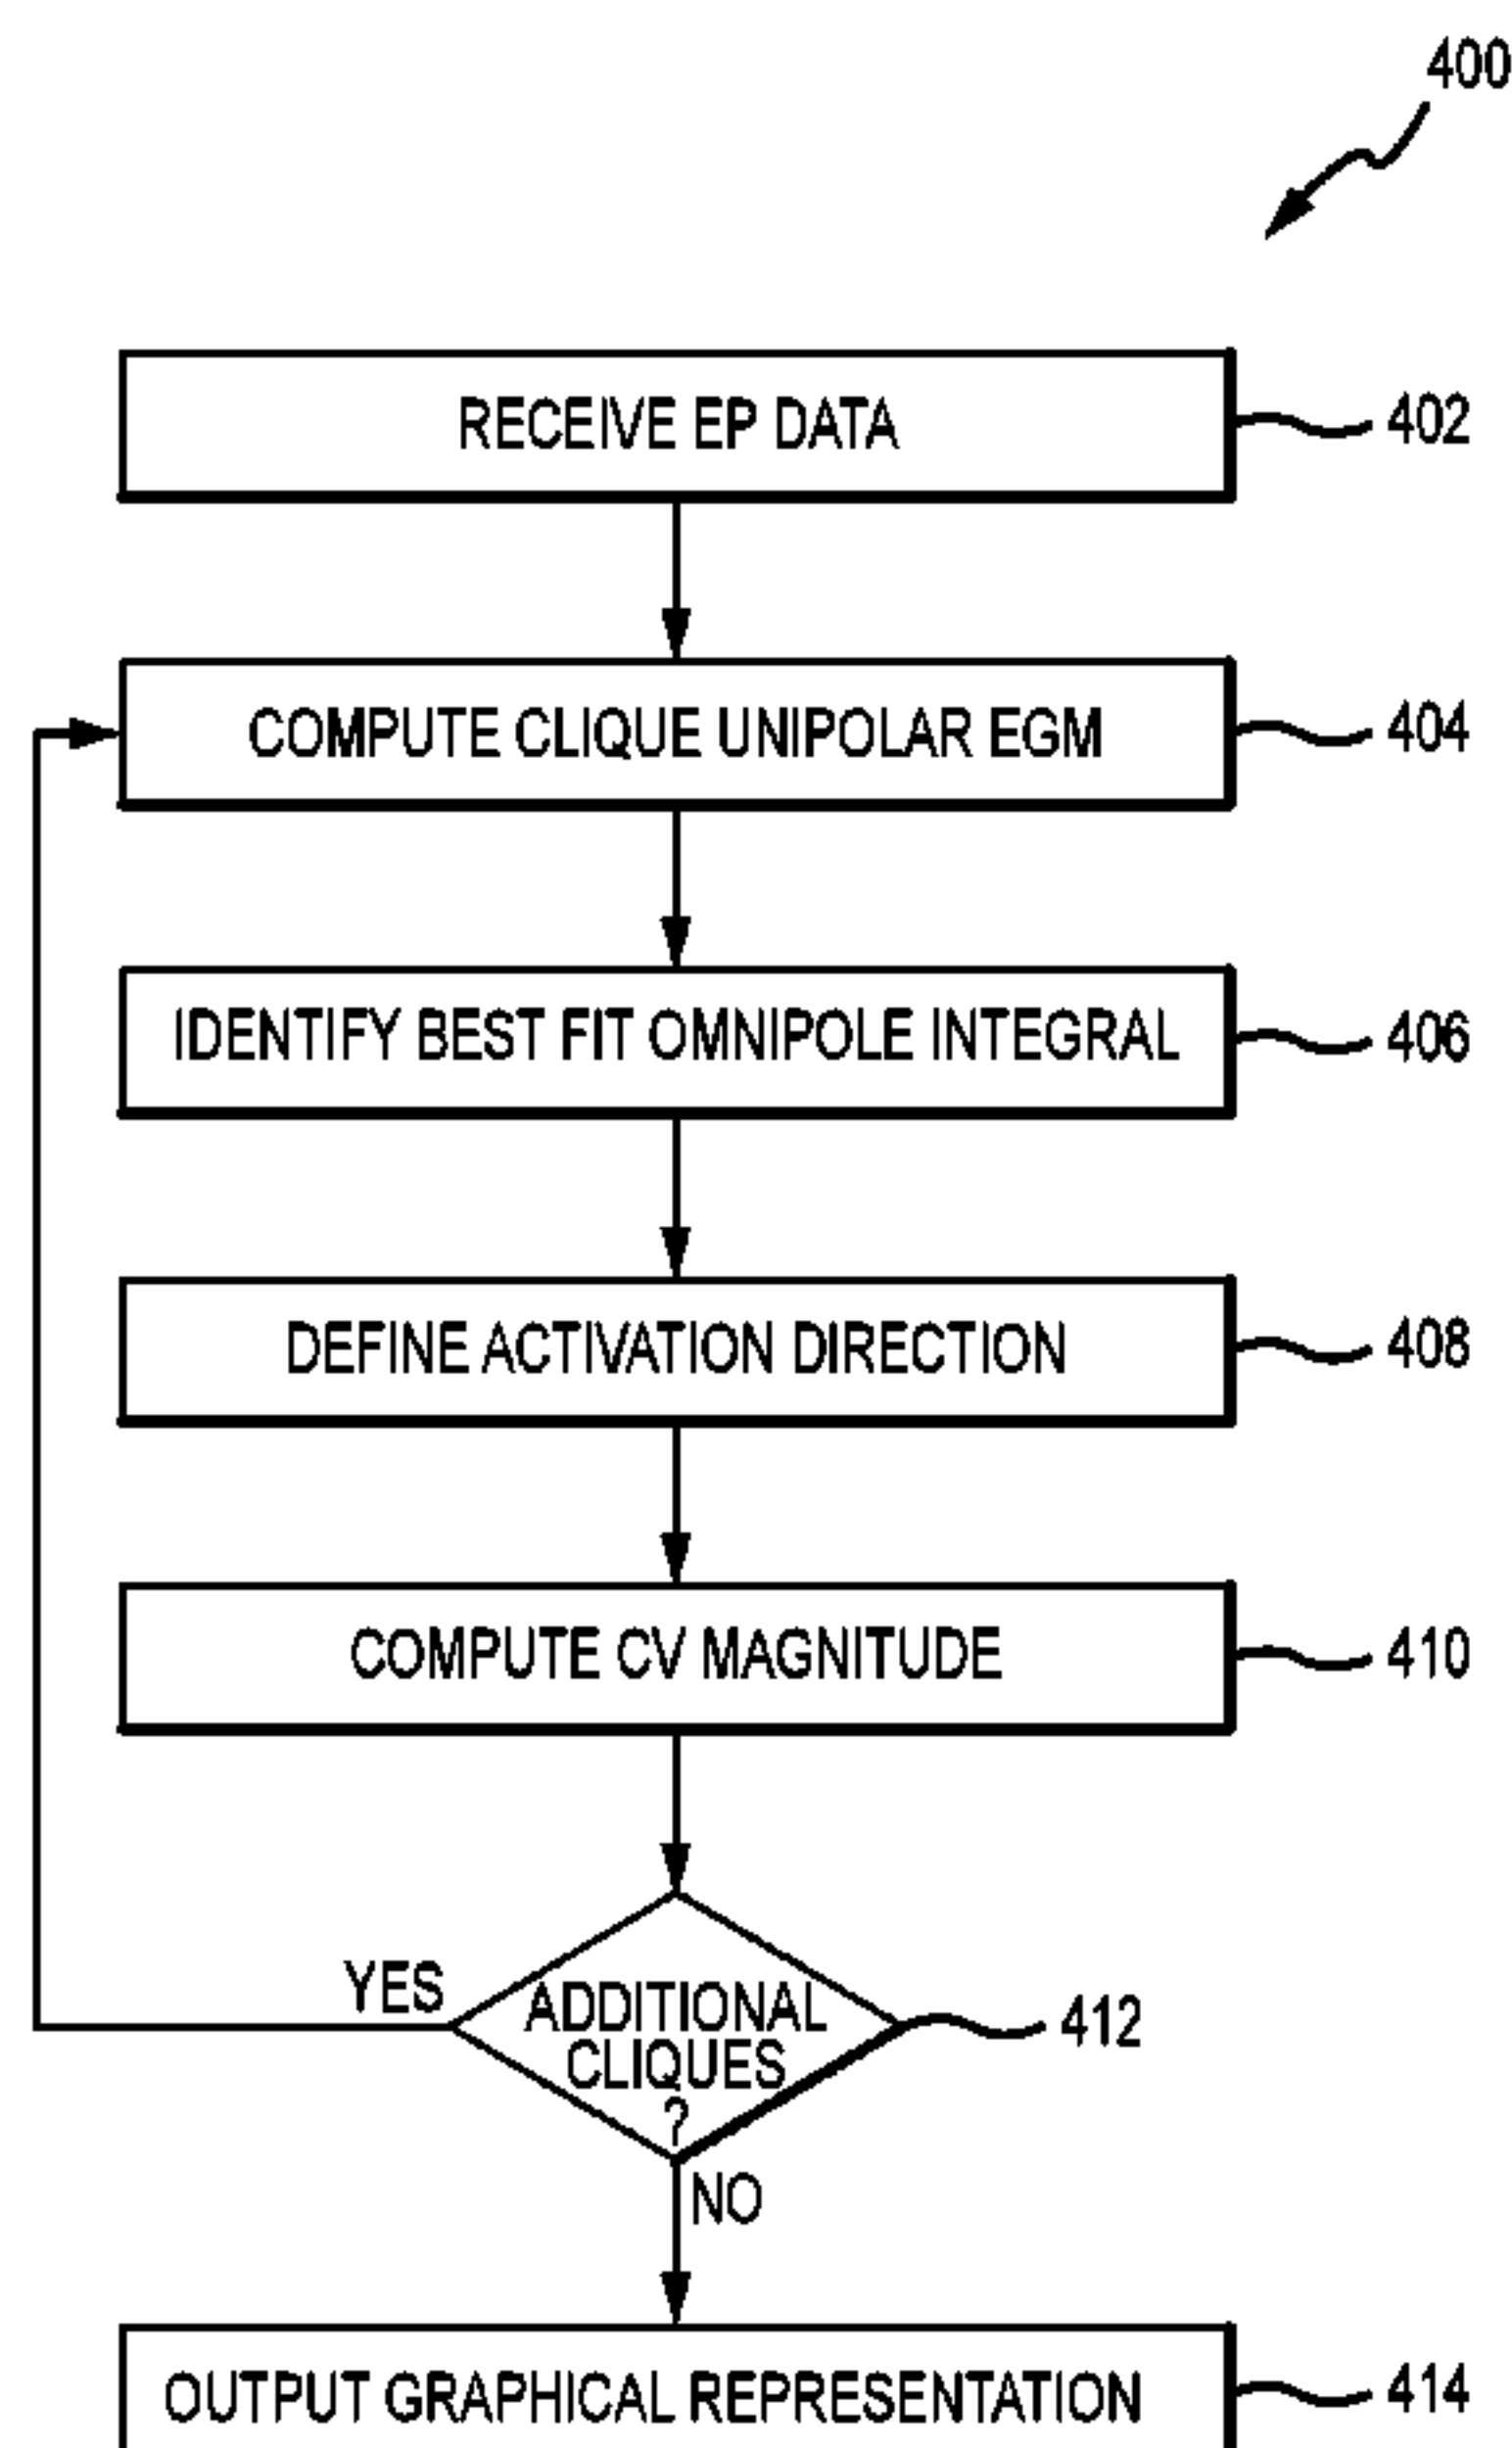 400
RECEIVE EP DATA
402
COMPUTE CLIQUE UNIPOLAR EGM
404
IDENTIFY BEST FIT OMNIPOLE INTEGRAL
406
DEFINE ACTIVATION DIRECTION
408
COMPUTE CV MAGNITUDE
410
YES
ADDITIONAL
CLIQUES
?
412
NO
OUTPUT GRAPHICAL REPRESENTATION
414